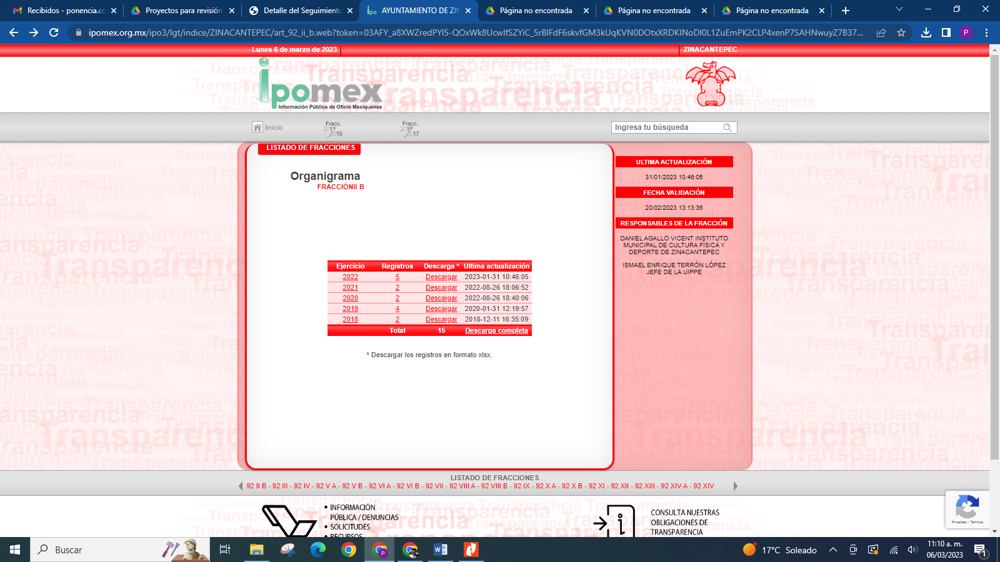 Recibidos - ponencia.co
Proyectos para revisión
Detalle del Seguimiento
AYUNTAMIENTO DE ZIN
Página no encontrada
Página no encontrada
Página no encontrada
ipomex.org.mx/ipo3/lgt/indice/ZINACANTEPEC/art_92_ii_b.web?token=03AFY_a8XWZredPYI5-QOxWk8UcwIfSZYiC_5rBIFdF6skvfGM3kUqKVN0DOtxXRDKINoDI0L1ZuEmPK2CLP4xenP7SAHNwuyZ7B37...
Lunes 6 de marzo de 2023
ZINACANTEPEC
ipomex
Información Pública de Oficio Mexiquense
Transparencia
Inicio
Fracc.
2015
Fracc.
2017
Ingresa tu búsqueda
LISTADO DE FRACCIONES
Organigrama
FRACCIÓNII B
Ejercicio Registros Descarga * Ultima actualización
2022 5 Descargar 2023-01-31 10:46:05
2021 2 Descargar 2022-08-26 18:06:52
2020 2 Descargar 2022-08-26 18:40:06
2019 4 Descargar 2020-01-31 12:19:57
2018 2 Descargar 2018-12-11 16:35:09
Total 15 Descarga completa
* Descargar los registros en formato xlsx.
ULTIMA ACTUALIZACIÓN
31/01/2023 10:46:05
FECHA VALIDACIÓN
20/02/2023 13:13:36
RESPONSABLES DE LA FRACCIÓN
DANIEL AGALLO VICENT INSTITUTO
MUNICIPAL DE CULTURA FÍSICA Y
DEPORTE DE ZINACANTEPEC
ISMAEL ENRIQUE TERRÓN LÓPEZ
JEFE DE LA UIPPE
LISTADO DE FRACCIONES
92 II B - 92 III - 92 IV - 92 V A - 92 V B - 92 VI A - 92 VI B - 92 VII - 92 VIII A - 92 VIII B - 92 IX - 92 X A - 92 X B - 92 XI - 92 XII - 92 XIII - 92 XIV A - 92 XIV
• INFORMACIÓN
PÚBLICA / DENUNCIAS
• SOLICITUDES
• RECURSOS
CONSULTA NUESTRAS
OBLIGACIONES DE
TRANSPARENCIA
Privacidad - Términos
Buscar
17°C Soleado
11:10 a. m.
06/03/2023
1